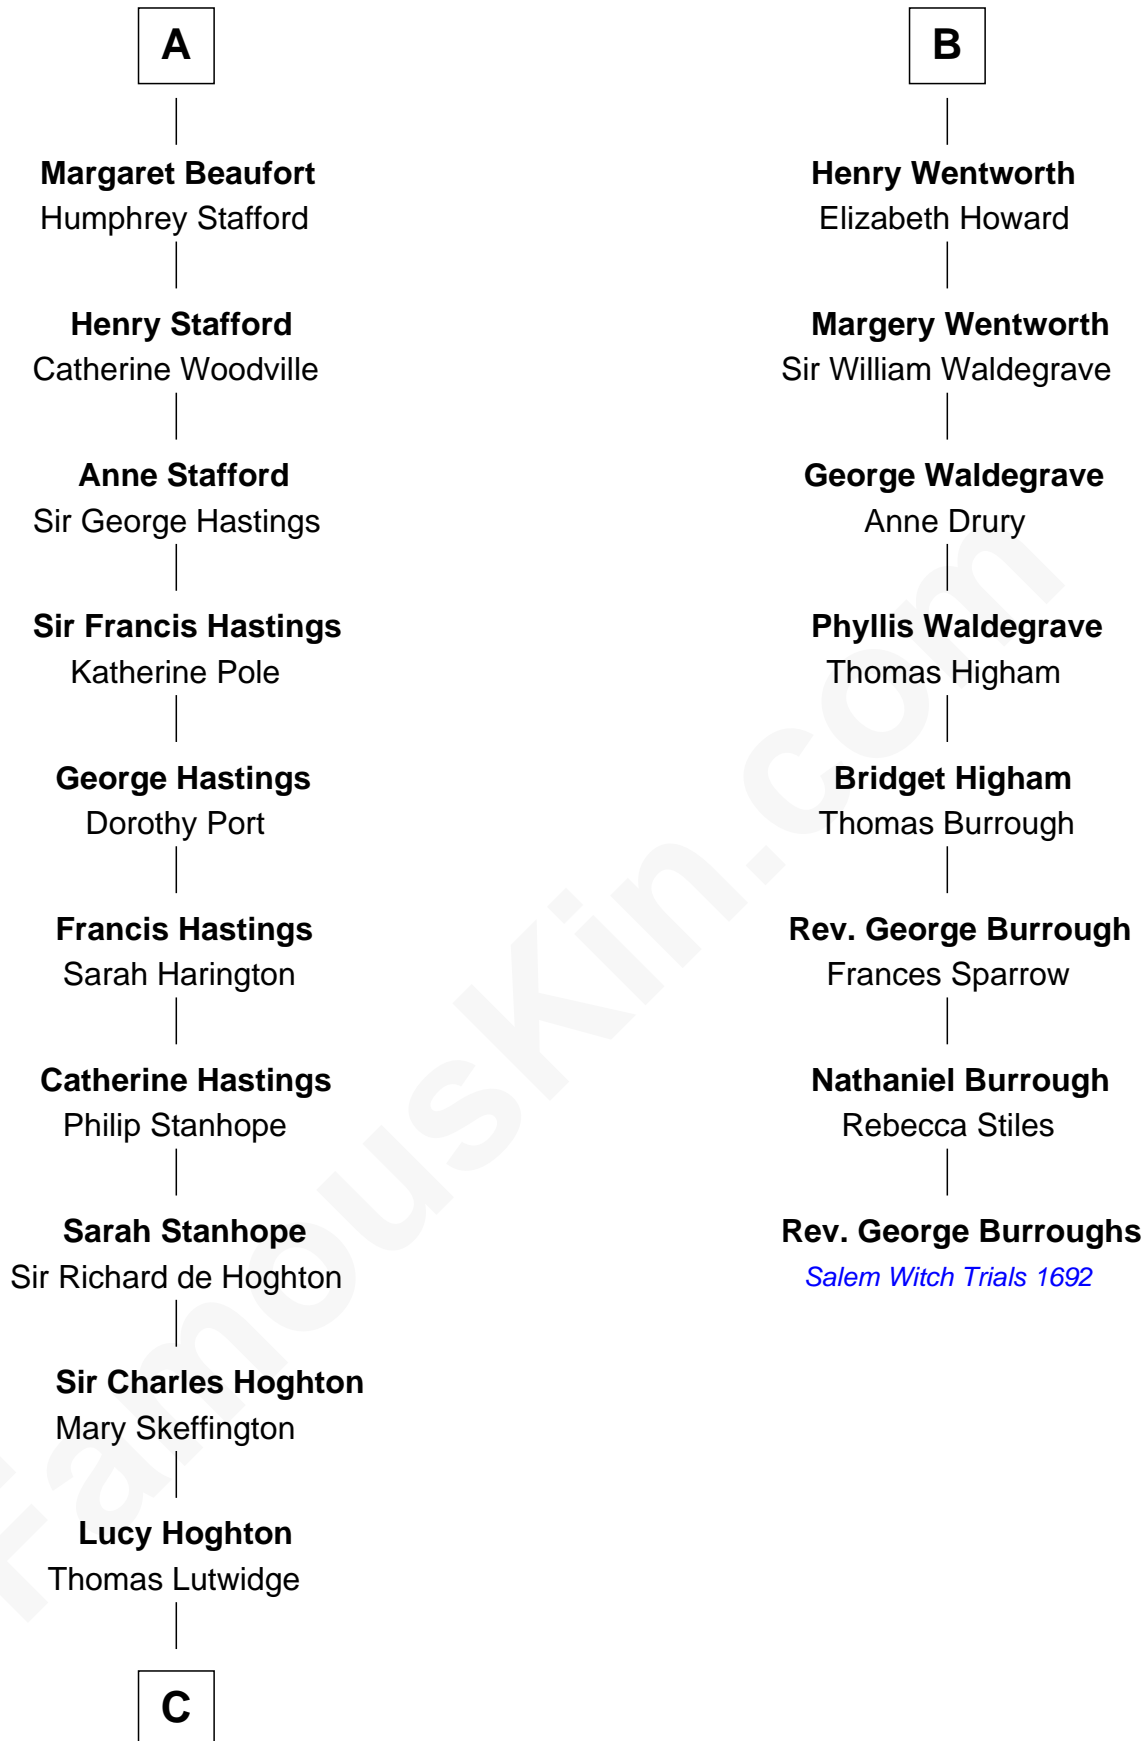 A
Margaret Beaufort
Humphrey Stafford
Henry Stafford
Catherine Woodville
Anne Stafford
Sir George Hastings
Sir Francis Hastings
Katherine Pole
George Hastings
Dorothy Port
Francis Hastings
Sarah Harington
Catherine Hastings
Philip Stanhope
Sarah Stanhope
Sir Richard de Hoghton
Sir Charles Hoghton
Mary Skeffington
Lucy Hoghton
Thomas Lutwidge
C
B
Henry Wentworth
Elizabeth Howard
Margery Wentworth
Sir William Waldegrave
George Waldegrave
Anne Drury
Phyllis Waldegrave
Thomas Higham
Bridget Higham
Thomas Burrough
Rev. George Burrough
Frances Sparrow
Nathaniel Burrough
Rebecca Stiles
Rev. George Burroughs
Salem Witch Trials 1692
FamousKin.com